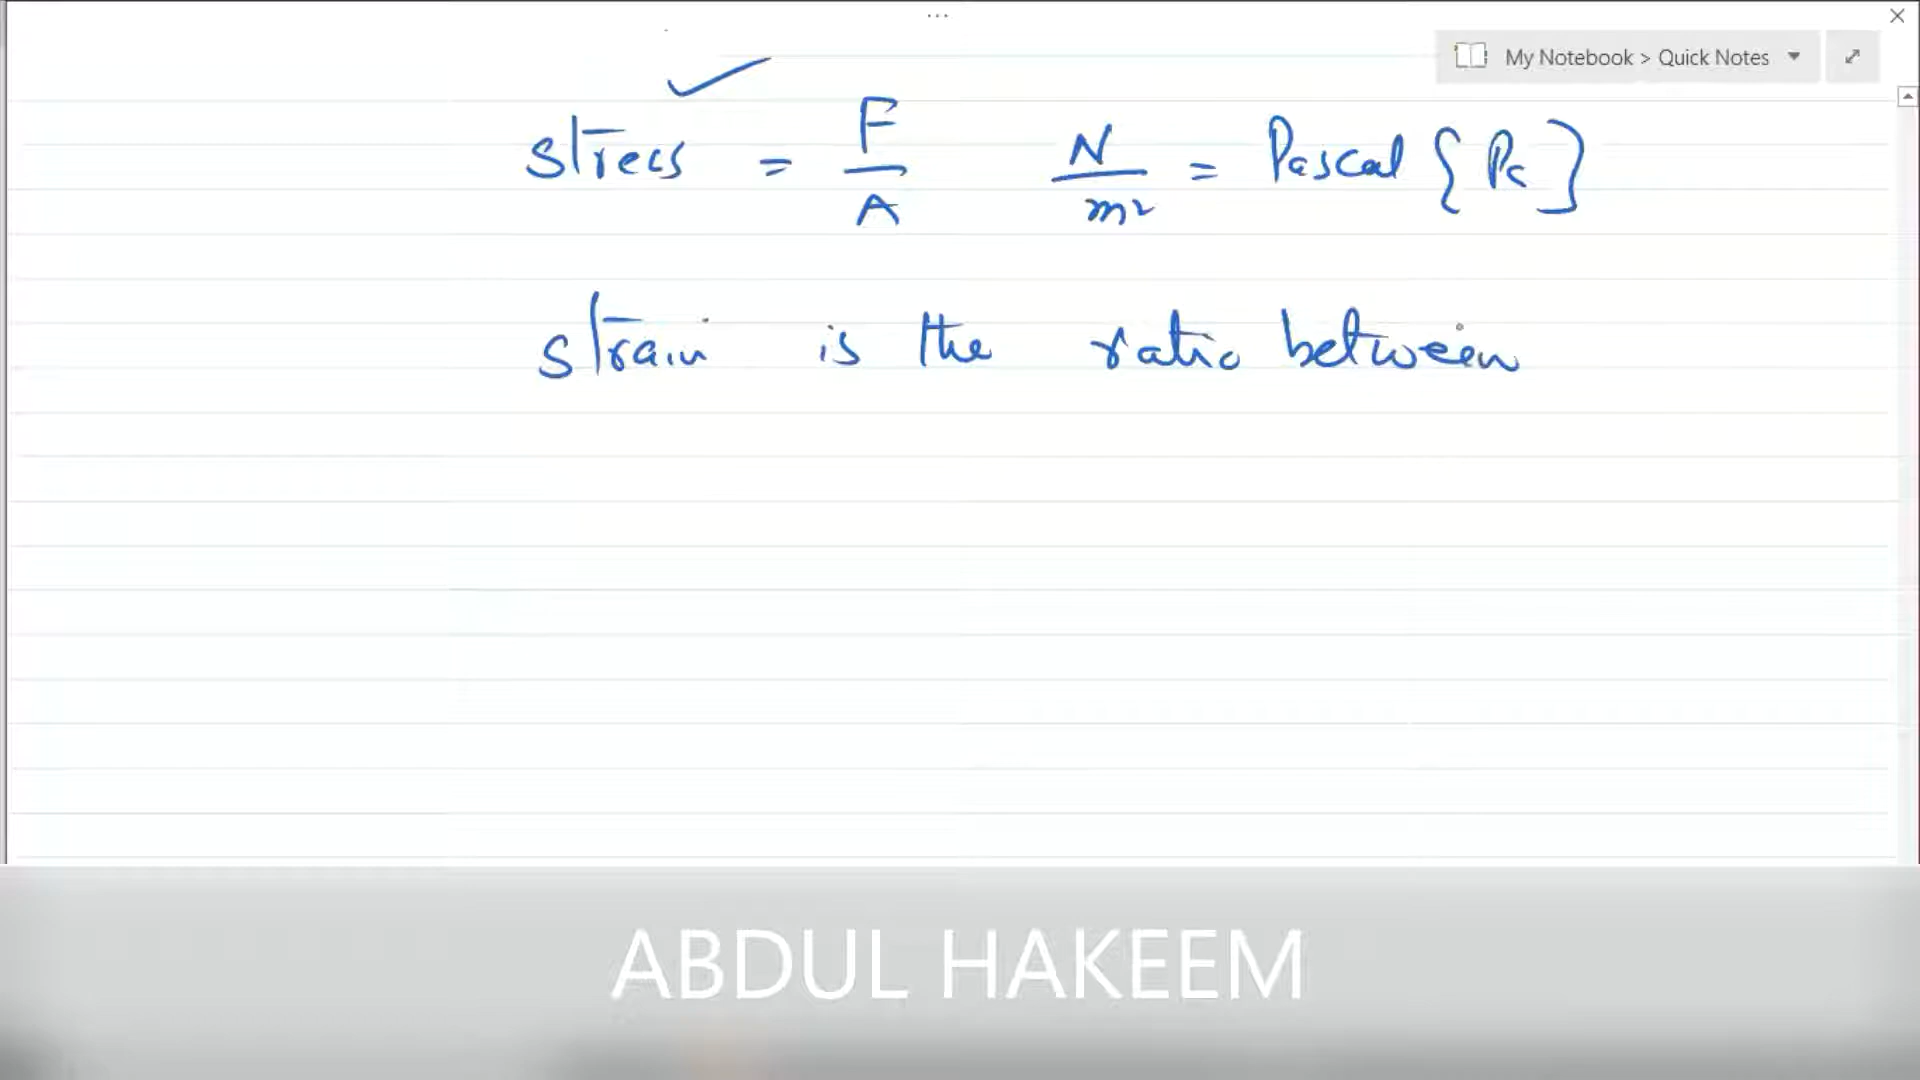 ...
My Notebook > Quick Notes
stress = F/A N/m² = Pascal {Pa}
strain is the ratio between
ABDUL HAKEEM